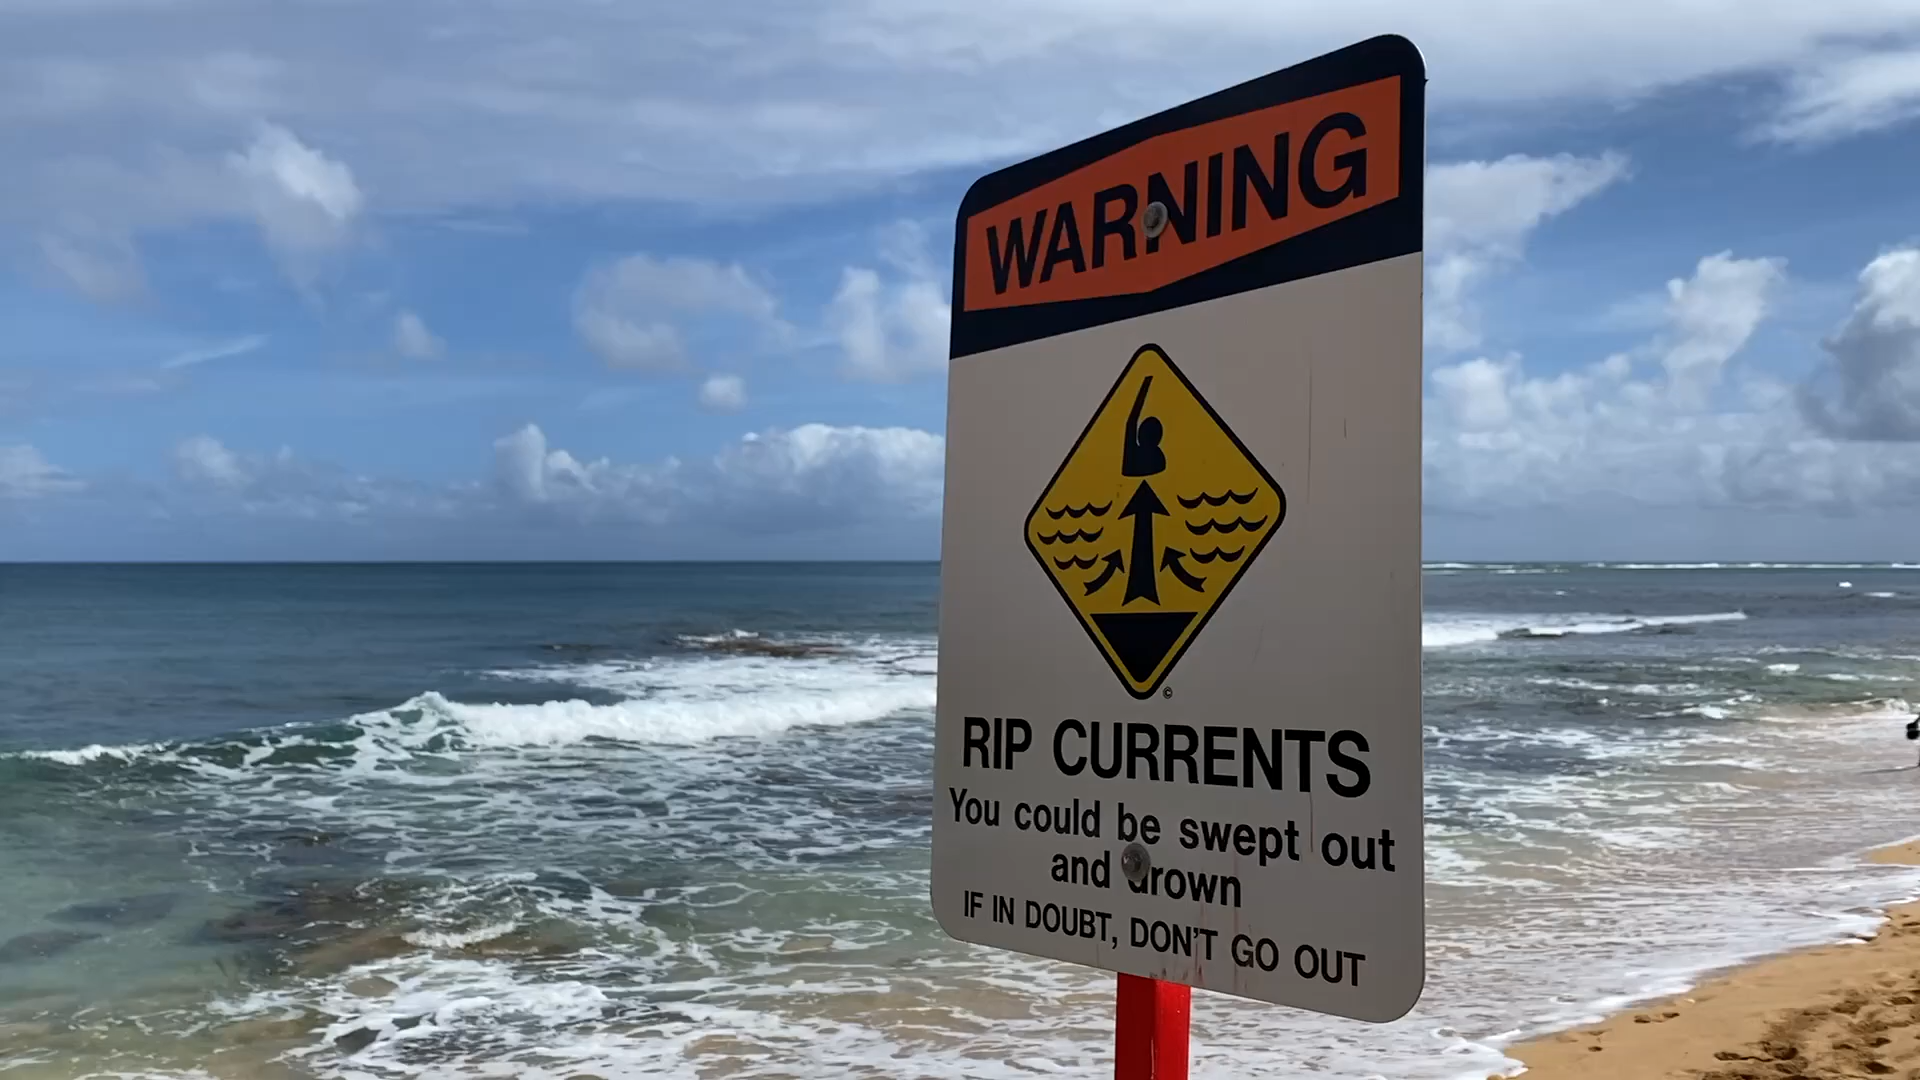 WARNING
©
RIP CURRENTS
You could be swept out
and drown
IF IN DOUBT, DON'T GO OUT